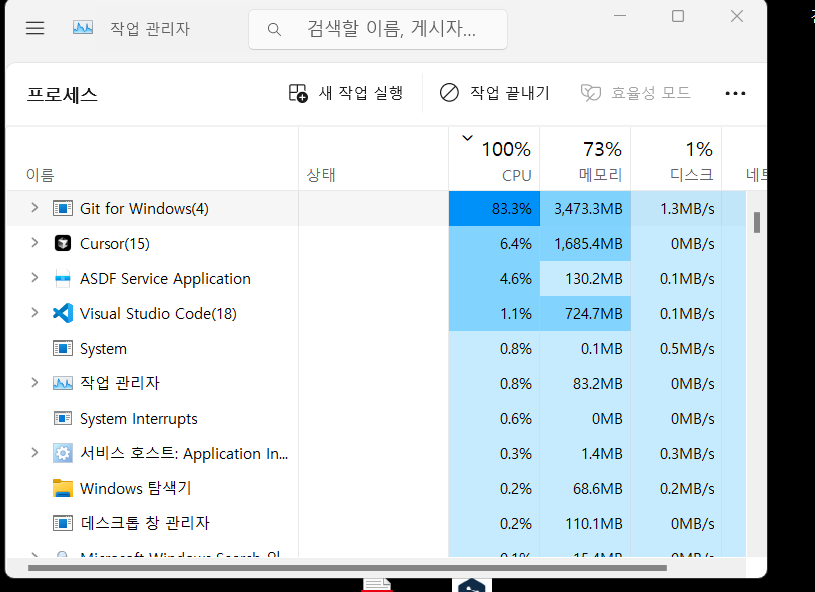 작업 관리자
검색할 이름, 게시자...
프로세스
새 작업 실행
작업 끝내기
효율성 모드
이름 상태 100% CPU 73% 메모리 1% 디스크 네트
Git for Windows(4) 83.3% 3,473.3MB 1.3MB/s
Cursor(15) 6.4% 1,685.4MB 0MB/s
ASDF Service Application 4.6% 130.2MB 0.1MB/s
Visual Studio Code(18) 1.1% 724.7MB 0.1MB/s
System 0.8% 0.1MB 0.5MB/s
작업 관리자 0.8% 83.2MB 0MB/s
System Interrupts 0.6% 0MB 0MB/s
서비스 호스트: Application In... 0.3% 1.4MB 0.3MB/s
Windows 탐색기 0.2% 68.6MB 0.2MB/s
데스크톱 창 관리자 0.2% 110.1MB 0MB/s
Microsoft Windows Search 0.1% 15.4MB 0MB/s